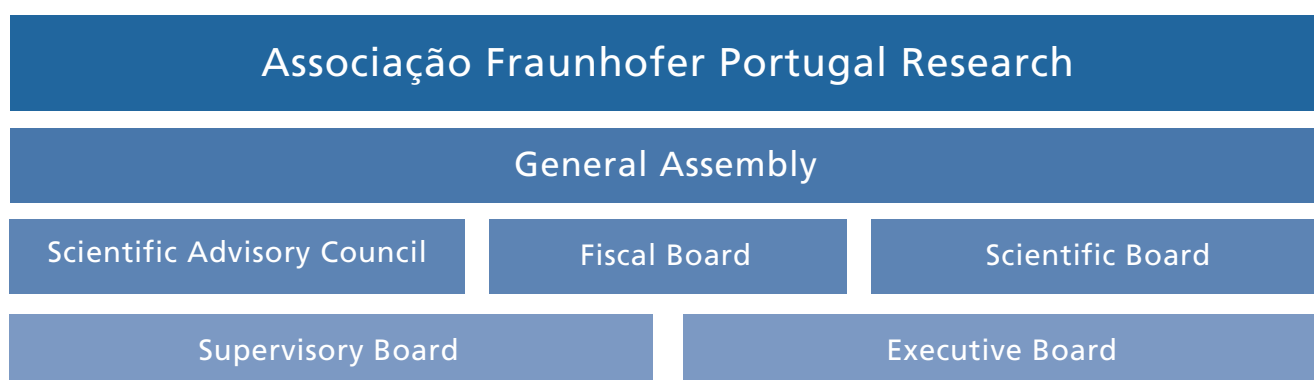 Associação Fraunhofer Portugal Research
General Assembly
Scientific Advisory Council
Fiscal Board
Scientific Board
Supervisory Board
Executive Board